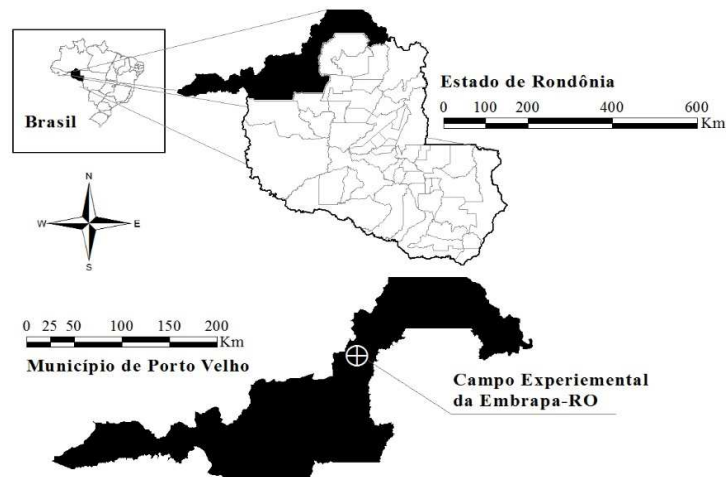 Brasil
Estado de Rondônia
0 100 200 400 600
Km
N
W E
S
0 25 50 100 150 200
Km
Município de Porto Velho
Campo Experiemental
da Embrapa-RO